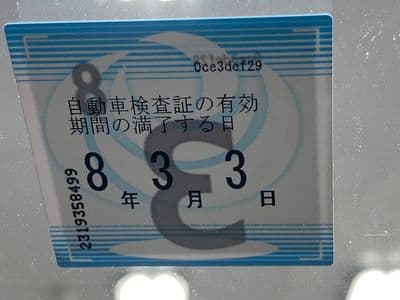 0ce3def29
自動車検査証の有効
期間の満了する日
8年3月3日
2319358499